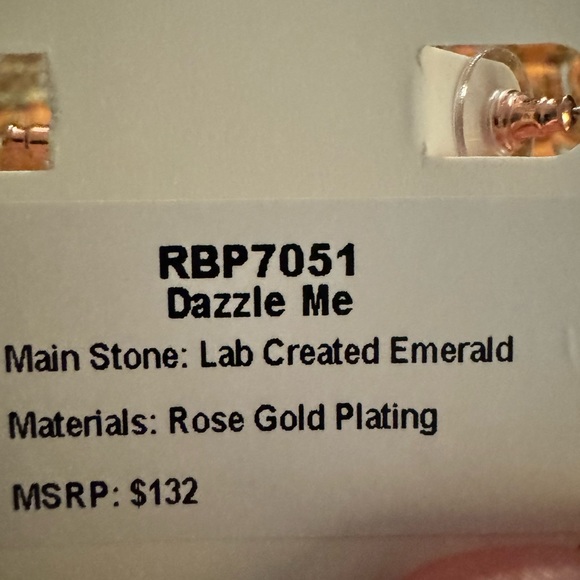 RBP7051
Dazzle Me
Main Stone: Lab Created Emerald
Materials: Rose Gold Plating
MSRP: $132